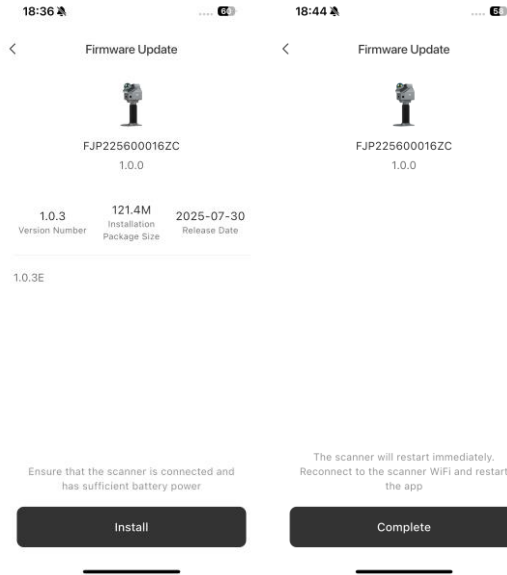 18:36
60
Firmware Update
FJP225600016ZC
1.0.0
1.0.3
Version Number
121.4M
Installation
Package Size
2025-07-30
Release Date
1.0.3E
Ensure that the scanner is connected and
has sufficient battery power
Install
18:44
58
Firmware Update
FJP225600016ZC
1.0.0
The scanner will restart immediately.
Reconnect to the scanner WiFi and restart
the app
Complete